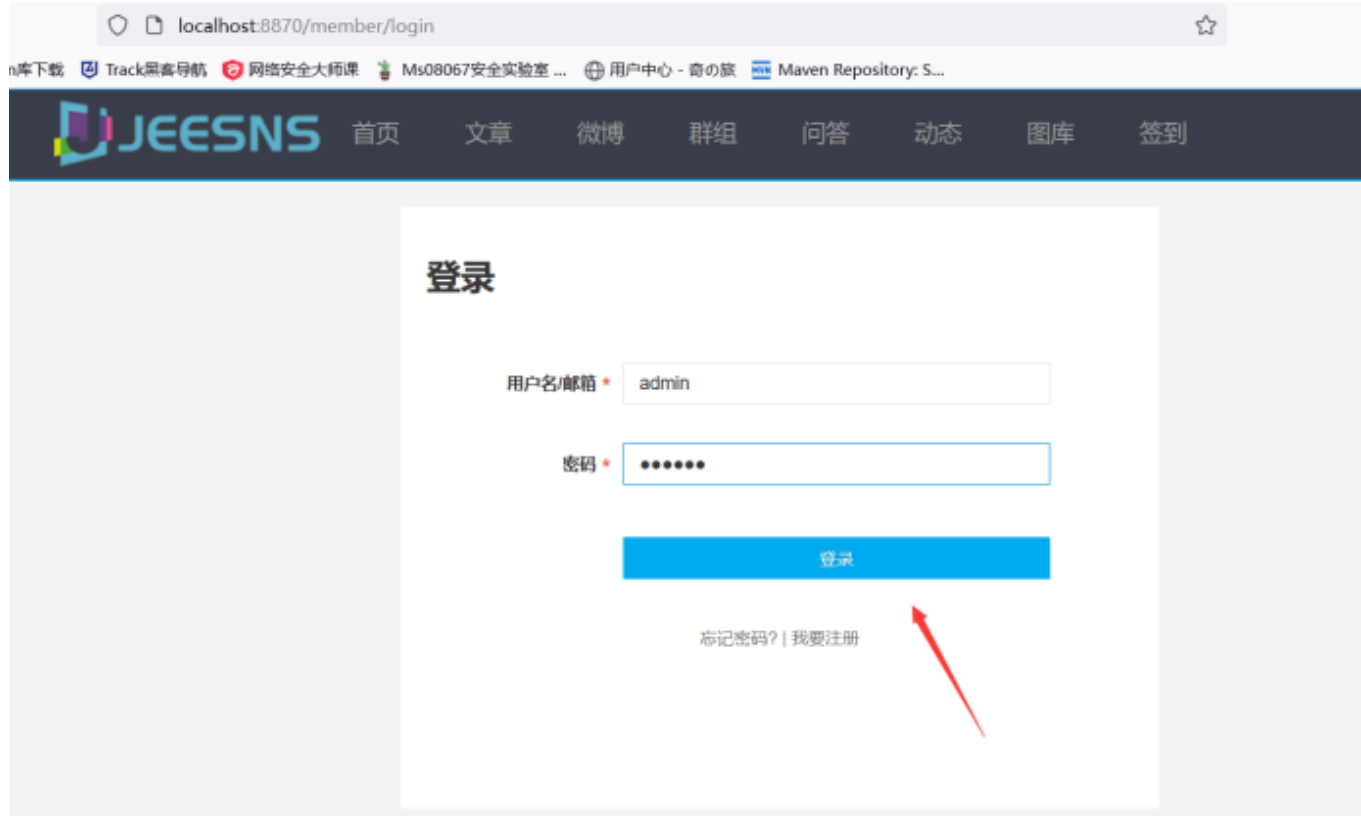 localhost:8870/member/login
库下载 Track黑客导航 网络安全大师课 Ms08067安全实验室 ... 用户中心 - 奇の旅 Maven Repository: S...
JEESNS 首页 文章 微博 群组 问答 动态 图库 签到
登录
用户名/邮箱 * admin
密码 * ••••••
登录
忘记密码? | 我要注册